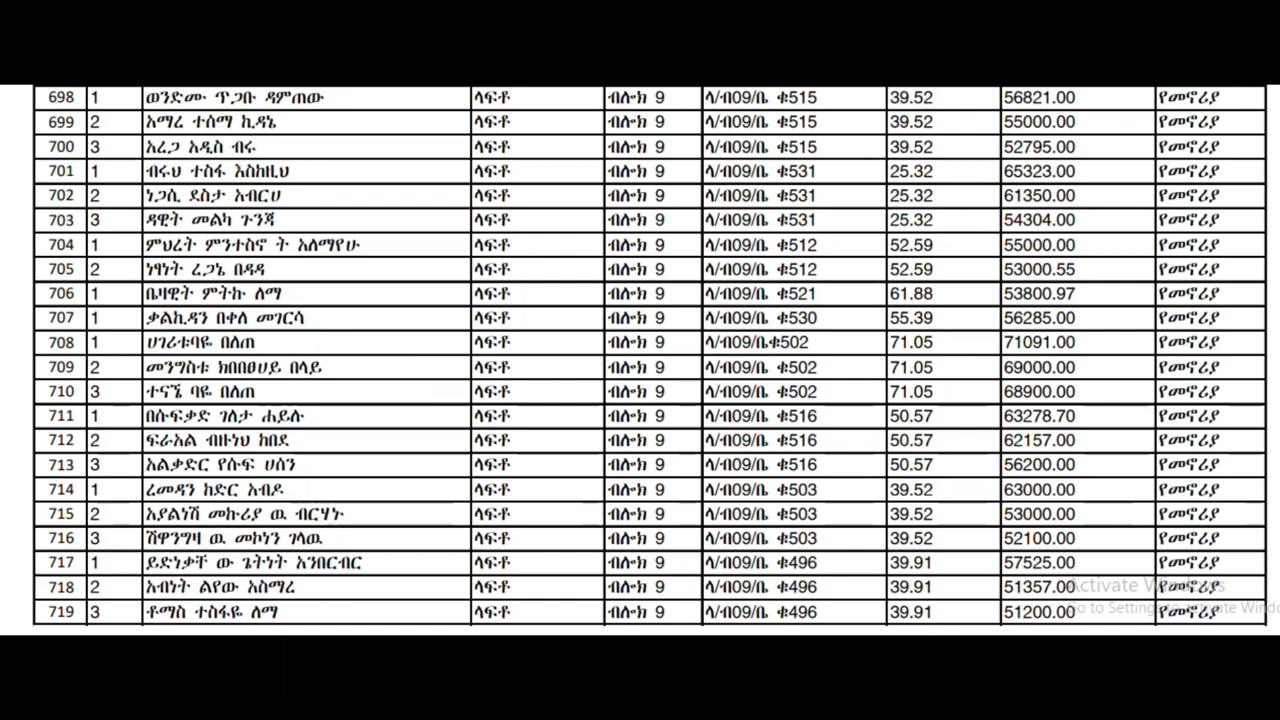 698 1 ወንድሙ ጥጋቡ ዳምጠው ላፍቶ ብሎክ 9 ላ/ብ09/ቤ ቁ515 39.52 56821.00 የመኖሪያ
699 2 አማረ ተሰማ ኪዳኔ ላፍቶ ብሎክ 9 ላ/ብ09/ቤ ቁ515 39.52 55000.00 የመኖሪያ
700 3 አረጋ አዲስ ብሩ ላፍቶ ብሎክ 9 ላ/ብ09/ቤ ቁ515 39.52 52795.00 የመኖሪያ
701 1 ብሩህ ተስፋ እስከዚህ ላፍቶ ብሎክ 9 ላ/ብ09/ቤ ቁ531 25.32 65323.00 የመኖሪያ
702 2 ነጋሲ ደስታ አብርሀ ላፍቶ ብሎክ 9 ላ/ብ09/ቤ ቁ531 25.32 61350.00 የመኖሪያ
703 3 ዳዊት መልካ ጉንጃ ላፍቶ ብሎክ 9 ላ/ብ09/ቤ ቁ531 25.32 54304.00 የመኖሪያ
704 1 ምህረት ምንተስኖ ት አለማየሁ ላፍቶ ብሎክ 9 ላ/ብ09/ቤ ቁ512 52.59 55000.00 የመኖሪያ
705 2 ነፃነት ረጋኔ በዳዳ ላፍቶ ብሎክ 9 ላ/ብ09/ቤ ቁ512 52.59 53000.55 የመኖሪያ
706 1 ቤዛዊት ምትኩ ለማ ላፍቶ ብሎክ 9 ላ/ብ09/ቤ ቁ521 61.88 53800.97 የመኖሪያ
707 1 ቃልኪዳን በቀለ መገርሳ ላፍቶ ብሎክ 9 ላ/ብ09/ቤ ቁ530 55.39 56285.00 የመኖሪያ
708 1 ሀገሪቱባዬ በለጠ ላፍቶ ብሎክ 9 ላ/ብ09/ቤቁ502 71.05 71091.00 የመኖሪያ
709 2 መንግስቱ ክበበፀሀይ በላይ ላፍቶ ብሎክ 9 ላ/ብ09/ቤ ቁ502 71.05 69000.00 የመኖሪያ
710 3 ተናኜ ባዬ በለጠ ላፍቶ ብሎክ 9 ላ/ብ09/ቤ ቁ502 71.05 68900.00 የመኖሪያ
711 1 በሱፍቃድ ገለታ ሐይሉ ላፍቶ ብሎክ 9 ላ/ብ09/ቤ ቁ516 50.57 63278.70 የመኖሪያ
712 2 ፍራአል ብዙነህ ከበደ ላፍቶ ብሎክ 9 ላ/ብ09/ቤ ቁ516 50.57 62157.00 የመኖሪያ
713 3 አልቃድር የሱፍ ሀሰን ላፍቶ ብሎክ 9 ላ/ብ09/ቤ ቁ516 50.57 56200.00 የመኖሪያ
714 1 ረመዳን ከድር አብዶ ላፍቶ ብሎክ 9 ላ/ብ09/ቤ ቁ503 39.52 63000.00 የመኖሪያ
715 2 አያልነሽ መኩሪያ ዉ ብርሃኑ ላፍቶ ብሎክ 9 ላ/ብ09/ቤ ቁ503 39.52 53000.00 የመኖሪያ
716 3 ሽዋንግዛ ዉ መኮነን ገላዉ ላፍቶ ብሎክ 9 ላ/ብ09/ቤ ቁ503 39.52 52100.00 የመኖሪያ
717 1 ይድነቃቸ ው ጌትነት አንበርብር ላፍቶ ብሎክ 9 ላ/ብ09/ቤ ቁ496 39.91 57525.00 የመኖሪያ
718 2 አብነት ልየው አስማረ ላፍቶ ብሎክ 9 ላ/ብ09/ቤ ቁ496 39.91 51357.00 የመኖሪያ
Activate Windows
719 3 ቶማስ ተስፋዬ ለማ ላፍቶ ብሎክ 9 ላ/ብ09/ቤ ቁ496 39.91 51200.00 የመኖሪያ
Go to Settings to activate Windo